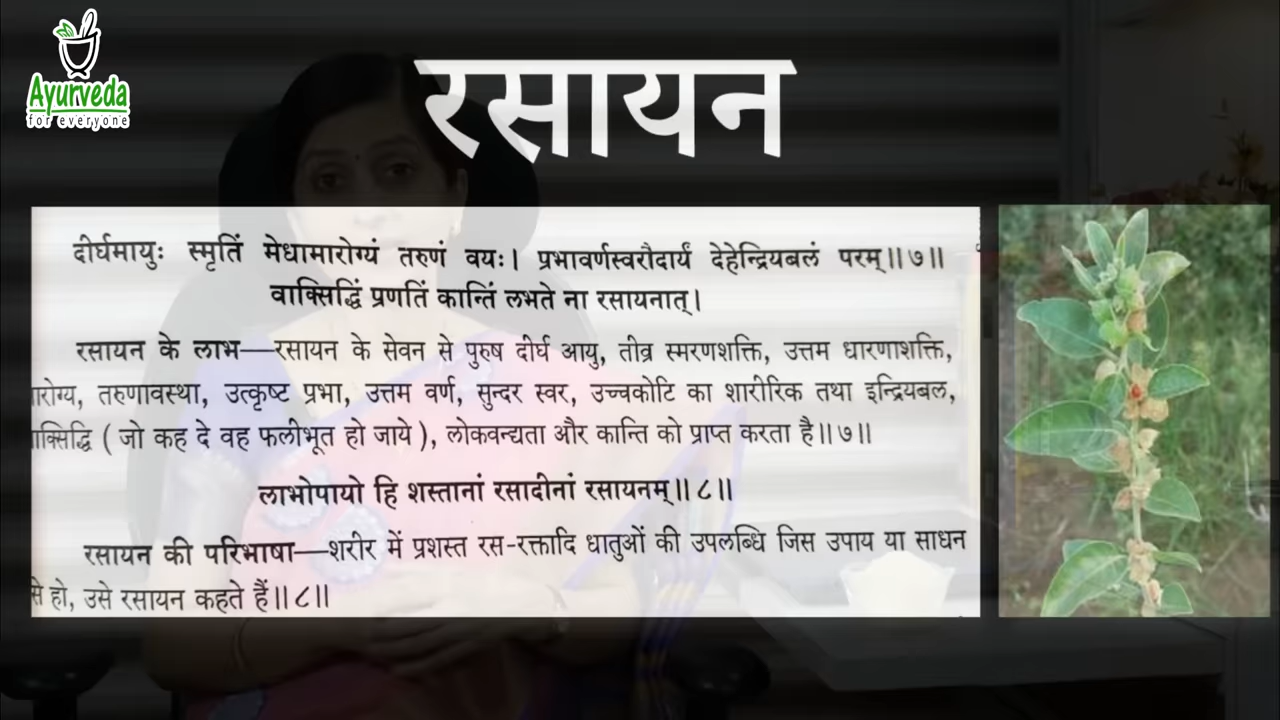 Ayurveda
for everyone
रसायन
दीर्घमायुः स्मृतिं मेधामारोग्यं तरुणं वयः। प्रभावर्णस्वरौदार्यं देहेन्द्रियबलं परम्॥७॥
वाक्सिद्धिं प्रणतिं कान्तिं लभते ना रसायनात्।
रसायन के लाभ—रसायन के सेवन से पुरुष दीर्घ आयु, तीव्र स्मरणशक्ति, उत्तम धारणाशक्ति,
रोग्य, तरुणावस्था, उत्कृष्ट प्रभा, उत्तम वर्ण, सुन्दर स्वर, उच्चकोटि का शारीरिक तथा इन्द्रियबल,
ाक्सिद्धि ( जो कह दे वह फलीभूत हो जाये ), लोकवन्द्यता और कान्ति को प्राप्त करता है॥७॥
लाभोपायो हि शस्तानां रसादीनां रसायनम्॥८॥
रसायन की परिभाषा—शरीर में प्रशस्त रस-रक्तादि धातुओं की उपलब्धि जिस उपाय या साधन
से हो, उसे रसायन कहते हैं॥८॥